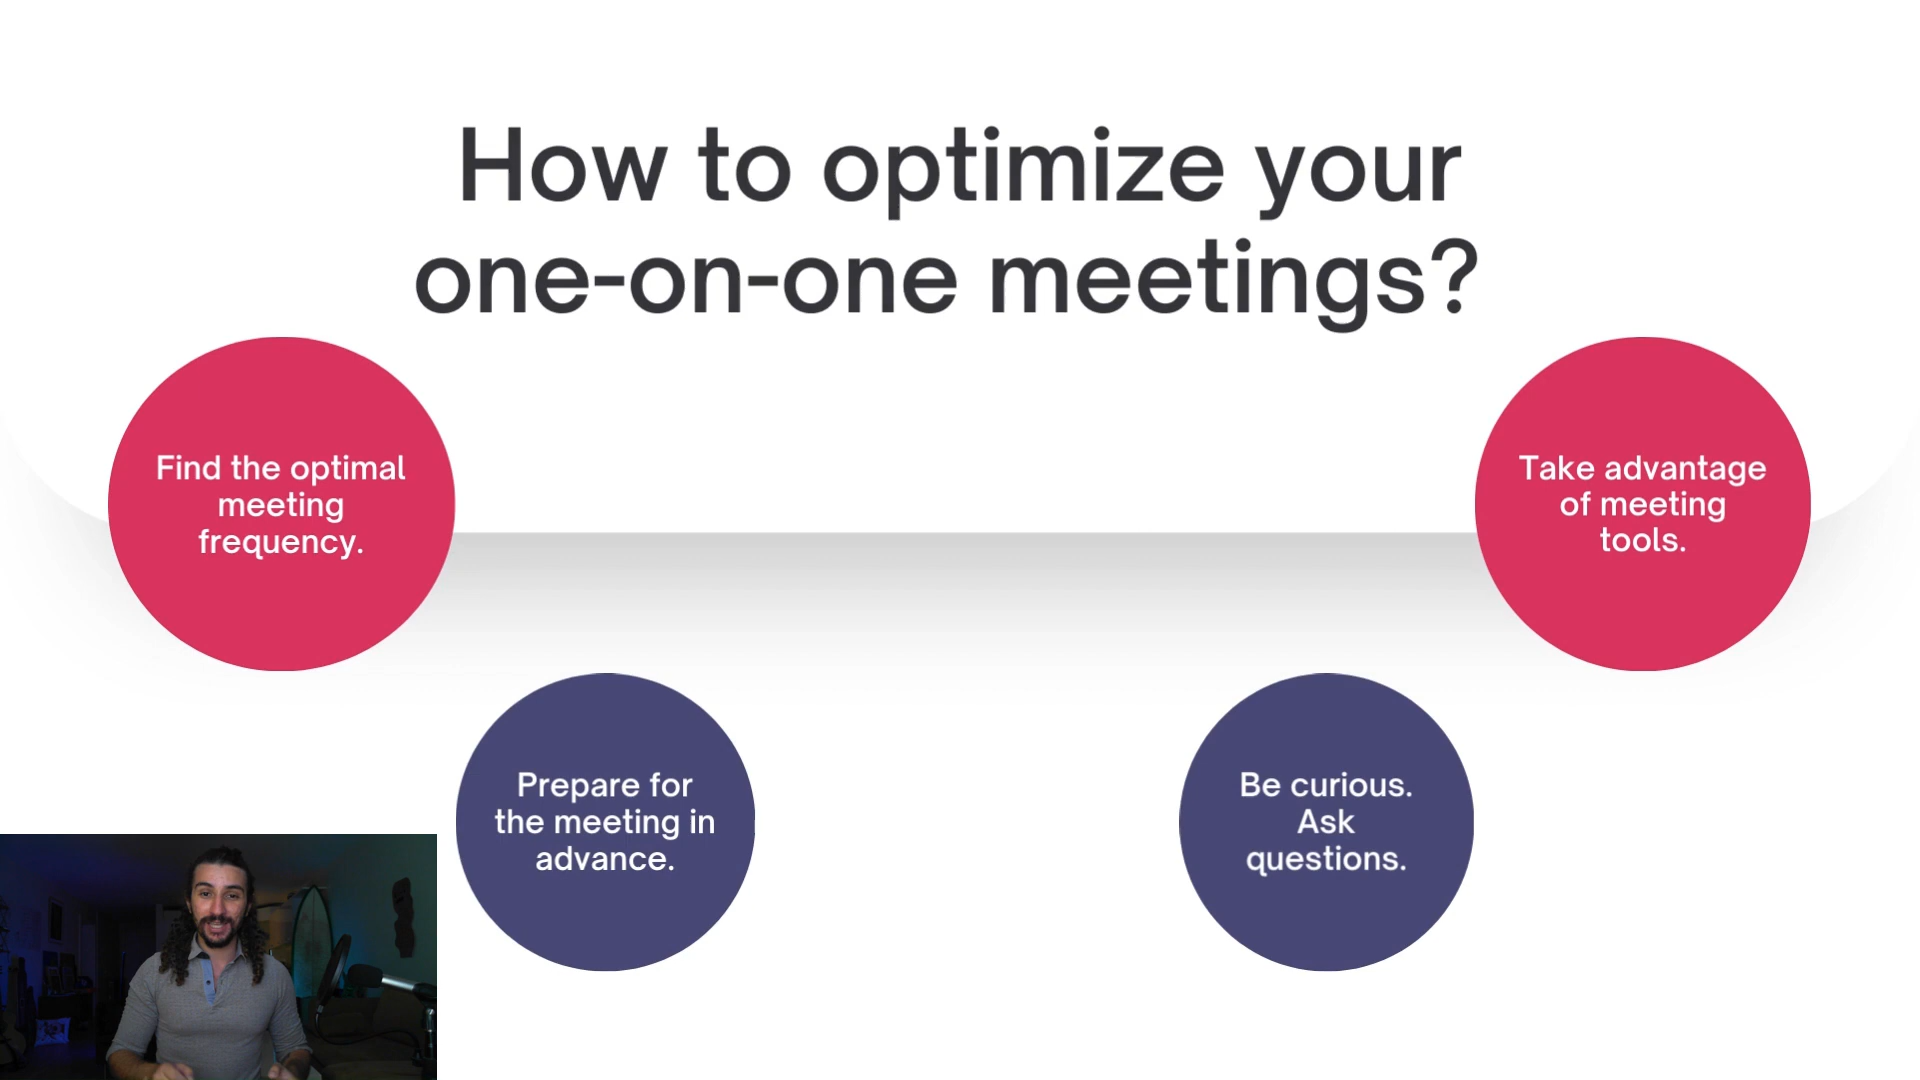 How to optimize your
one-on-one meetings?
Find the optimal
meeting
frequency.
Prepare for
the meeting in
advance.
Be curious.
Ask
questions.
Take advantage
of meeting
tools.